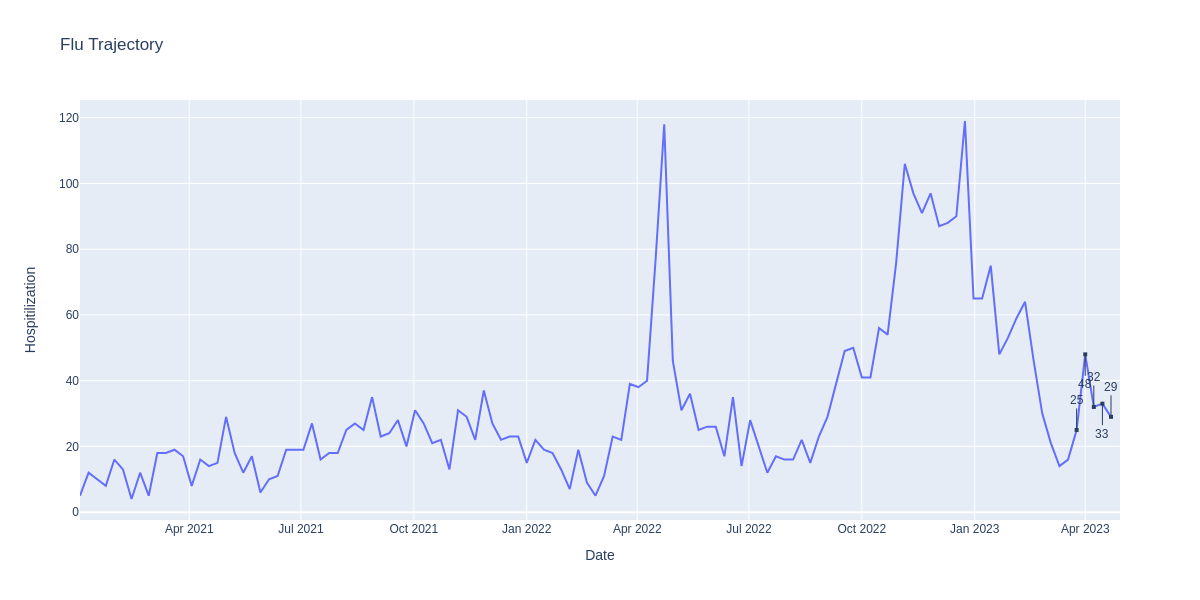 Flu Trajectory
120
100
80
60
40
20
0
Hospitilization
25
48
32
33
29
Apr 2021
Jul 2021
Oct 2021
Jan 2022
Apr 2022
Jul 2022
Oct 2022
Jan 2023
Apr 2023
Date